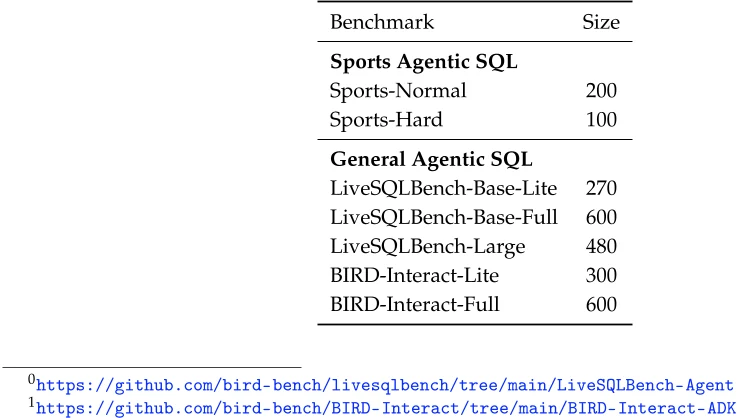 Benchmark Size
Sports Agentic SQL
Sports-Normal 200
Sports-Hard 100
General Agentic SQL
LiveSQLBench-Base-Lite 270
LiveSQLBench-Base-Full 600
LiveSQLBench-Large 480
BIRD-Interact-Lite 300
BIRD-Interact-Full 600
0https://github.com/bird-bench/livesqlbench/tree/main/LiveSQLBench-Agent
1https://github.com/bird-bench/BIRD-Interact/tree/main/BIRD-Interact-ADK